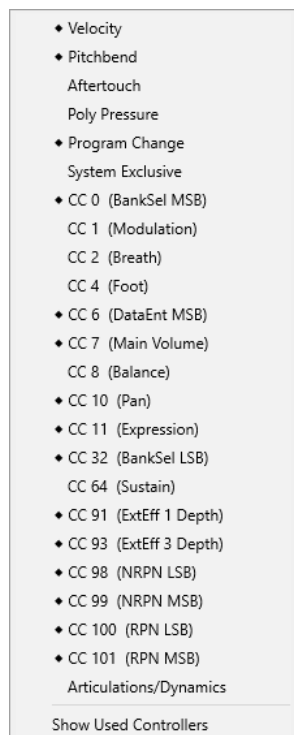 ◆ Velocity
◆ Pitchbend
Aftertouch
Poly Pressure
◆ Program Change
System Exclusive
◆ CC 0 (BankSel MSB)
CC 1 (Modulation)
CC 2 (Breath)
CC 4 (Foot)
◆ CC 6 (DataEnt MSB)
◆ CC 7 (Main Volume)
CC 8 (Balance)
◆ CC 10 (Pan)
◆ CC 11 (Expression)
◆ CC 32 (BankSel LSB)
CC 64 (Sustain)
◆ CC 91 (ExtEff 1 Depth)
◆ CC 93 (ExtEff 3 Depth)
◆ CC 98 (NRPN LSB)
◆ CC 99 (NRPN MSB)
◆ CC 100 (RPN LSB)
◆ CC 101 (RPN MSB)
Articulations/Dynamics
Show Used Controllers